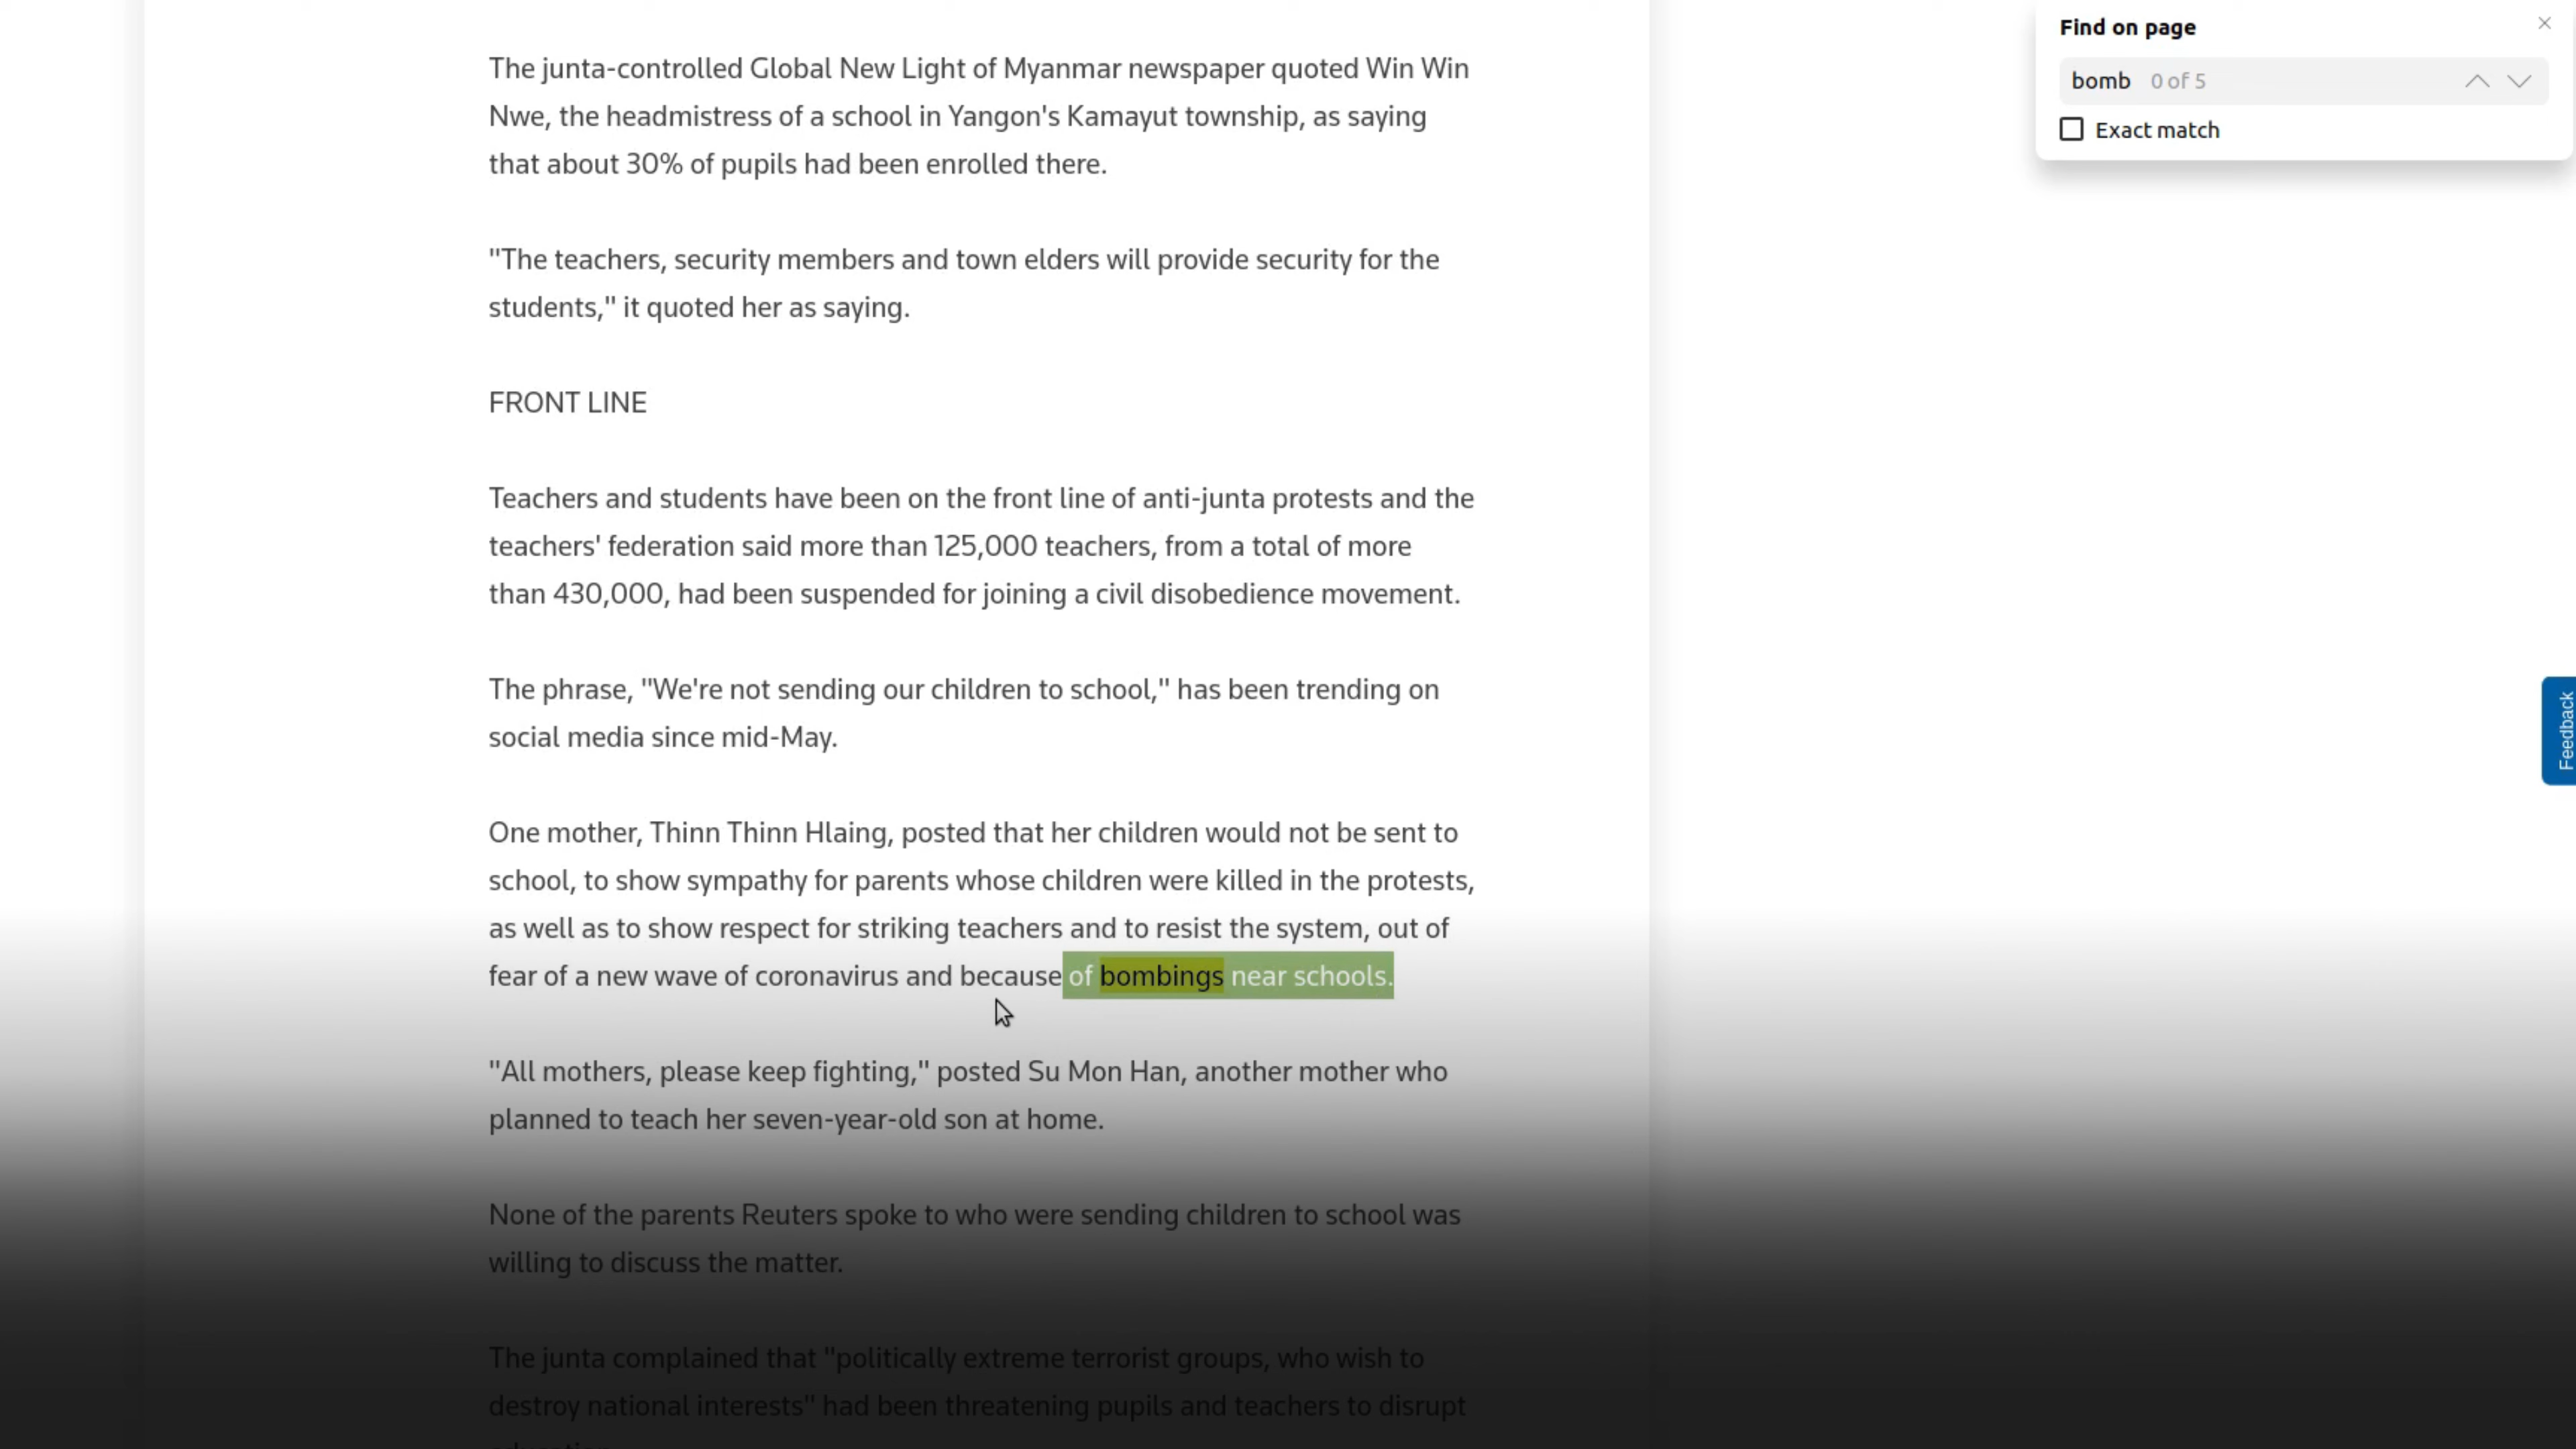 The junta-controlled Global New Light of Myanmar newspaper quoted Win Win
Nwe, the headmistress of a school in Yangon's Kamayut township, as saying
that about 30% of pupils had been enrolled there.
"The teachers, security members and town elders will provide security for the
students," it quoted her as saying.
FRONT LINE
Teachers and students have been on the front line of anti-junta protests and the
teachers' federation said more than 125,000 teachers, from a total of more
than 430,000, had been suspended for joining a civil disobedience movement.
The phrase, "We're not sending our children to school," has been trending on
social media since mid-May.
One mother, Thinn Thinn Hlaing, posted that her children would not be sent to
school, to show sympathy for parents whose children were killed in the protests,
as well as to show respect for striking teachers and to resist the system, out of
fear of a new wave of coronavirus and because of bombings near schools.
"All mothers, please keep fighting," posted Su Mon Han, another mother who
planned to teach her seven-year-old son at home.
None of the parents Reuters spoke to who were sending children to school was
willing to discuss the matter.
The junta complained that "politically extreme terrorist groups, who wish to
destroy national interests" had been threatening pupils and teachers to disrupt
Find on page
bomb 0 of 5
Exact match
Feedback